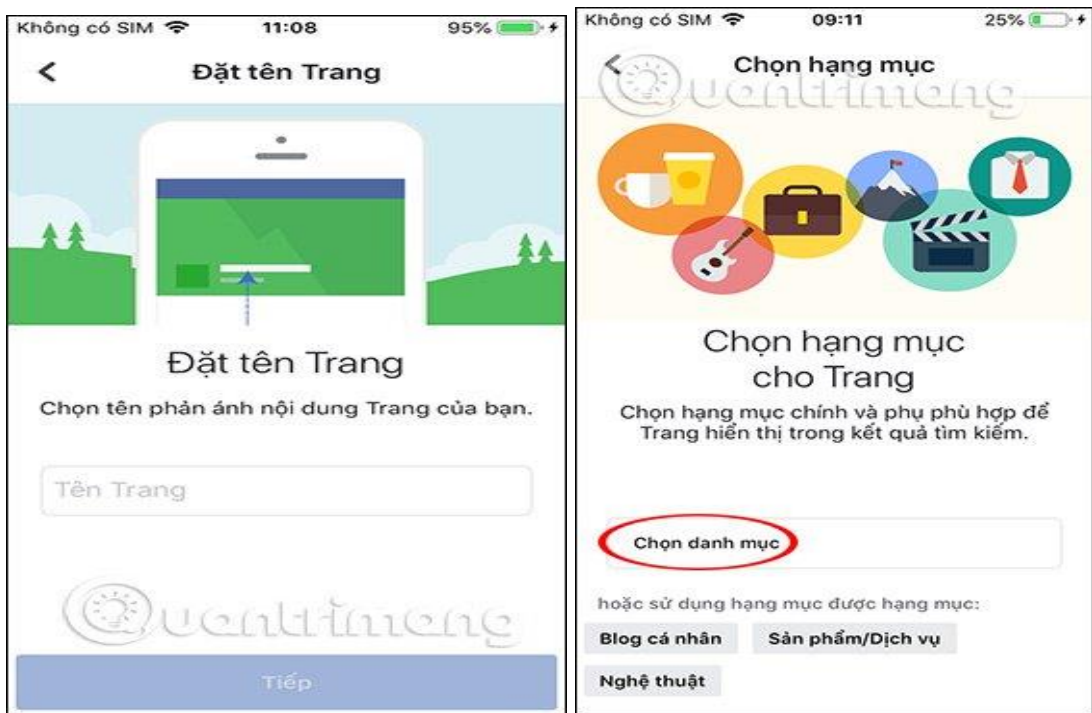 Không có SIM 11:08 95%
Đặt tên Trang
Đặt tên Trang
Chọn tên phản ánh nội dung Trang của bạn.
Tên Trang
Quantrimang
Tiếp
Không có SIM 09:11 25%
Chọn hạng mục
Quantrimang
Chọn hạng mục
cho Trang
Chọn hạng mục chính và phụ phù hợp để
Trang hiển thị trong kết quả tìm kiếm.
Chọn danh mục
hoặc sử dụng hạng mục được hạng mục:
Blog cá nhân Sản phẩm/Dịch vụ
Nghệ thuật